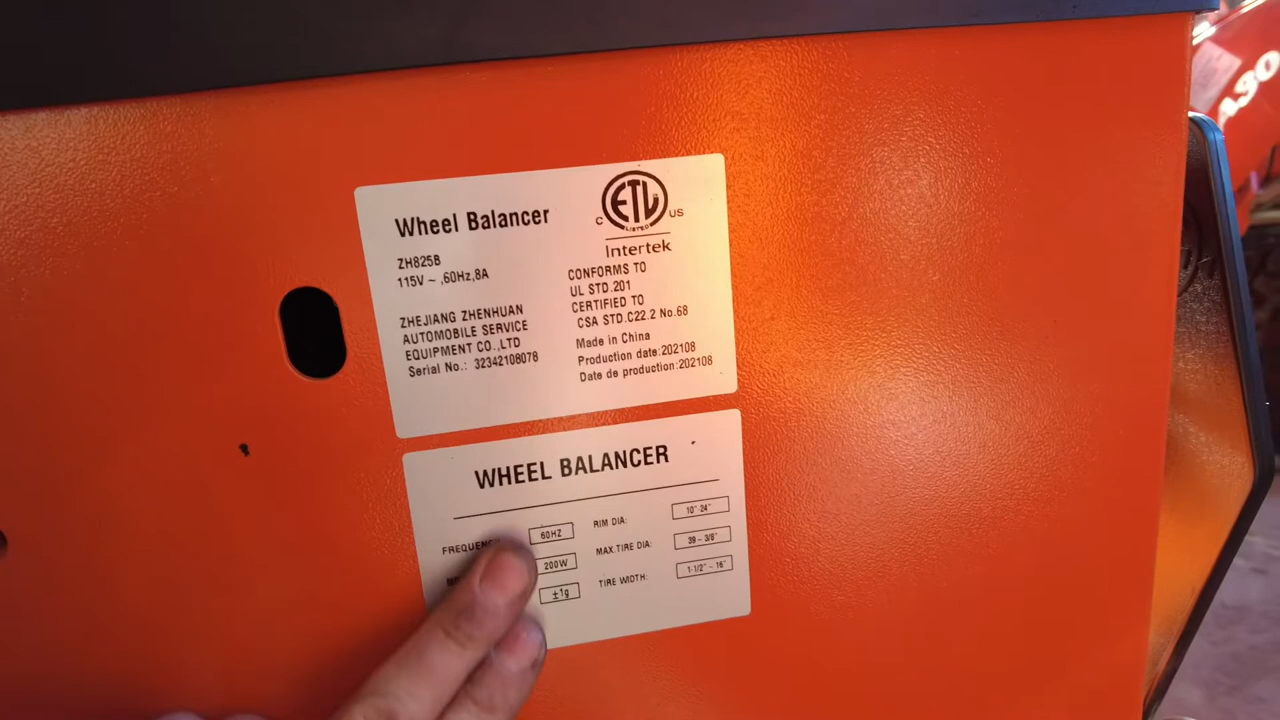 Wheel Balancer
ZH825B
115V ~ ,60Hz,8A
ZHEJIANG ZHENHUAN
AUTOMOBILE SERVICE
EQUIPMENT CO.,LTD
Serial No.: 32342108078
ETL
LISTED
C US
Intertek
CONFORMS TO
UL STD.201
CERTIFIED TO
CSA STD.C22.2 No.68
Made in China
Production date:202108
Date de production:202108
WHEEL BALANCER
60HZ
200W
±1g
RIM DIA: 10"-24"
MAX.TIRE DIA: 39 – 3/8"
TIRE WIDTH: 1-1/2" – 16"
A30